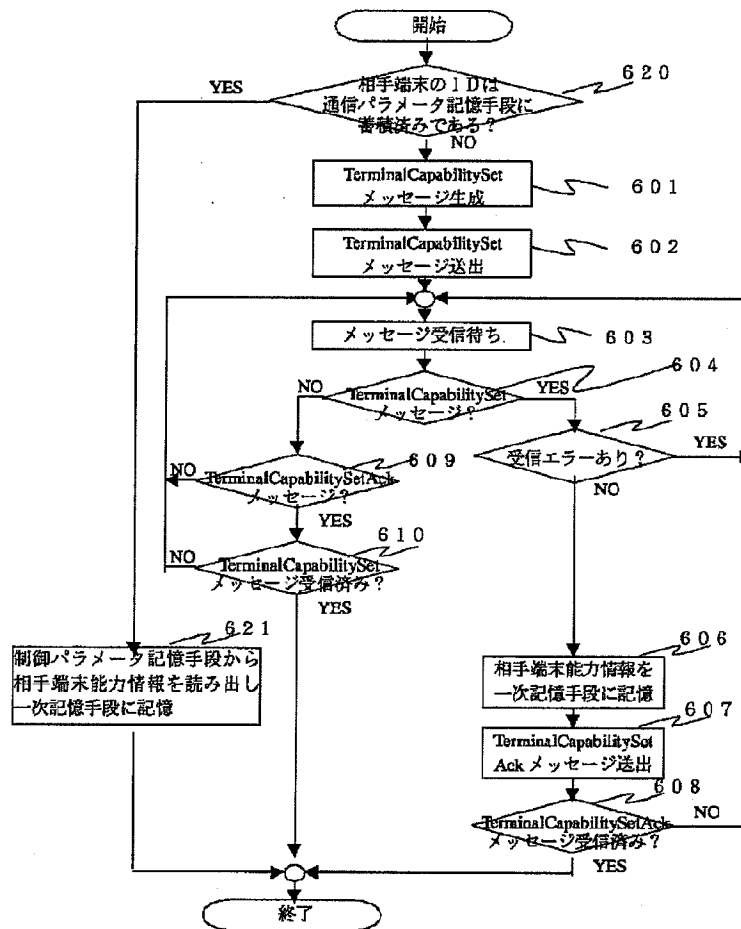 開始
相手端末のIDは
通信パラメータ記憶手段に
蓄積済みである?
620
YES
NO
TerminalCapabilitySet
メッセージ生成
601
TerminalCapabilitySet
メッセージ送出
602
メッセージ受信待ち
603
TerminalCapabilitySet
メッセージ?
604
NO
YES
受信エラーあり?
605
YES
NO
TerminalCapabilitySetAck
メッセージ?
609
NO
YES
TerminalCapabilitySet
メッセージ受信済み?
610
NO
YES
制御パラメータ記憶手段から
相手端末能力情報を読み出し
一次記憶手段に記憶
621
相手端末能力情報を
一次記憶手段に記憶
606
TerminalCapabilitySet
Ackメッセージ送出
607
TerminalCapabilitySetAck
メッセージ受信済み?
608
NO
YES
終了